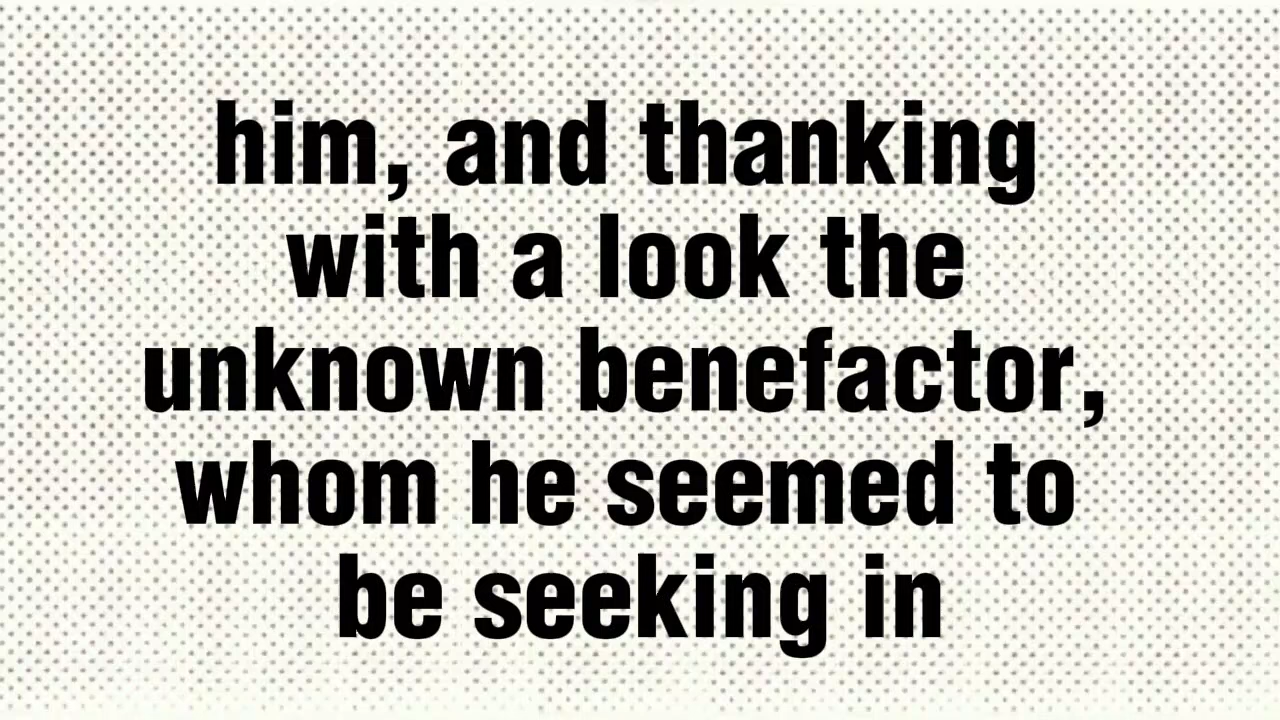 him, and thanking
with a look the
unknown benefactor,
whom he seemed to
be seeking in